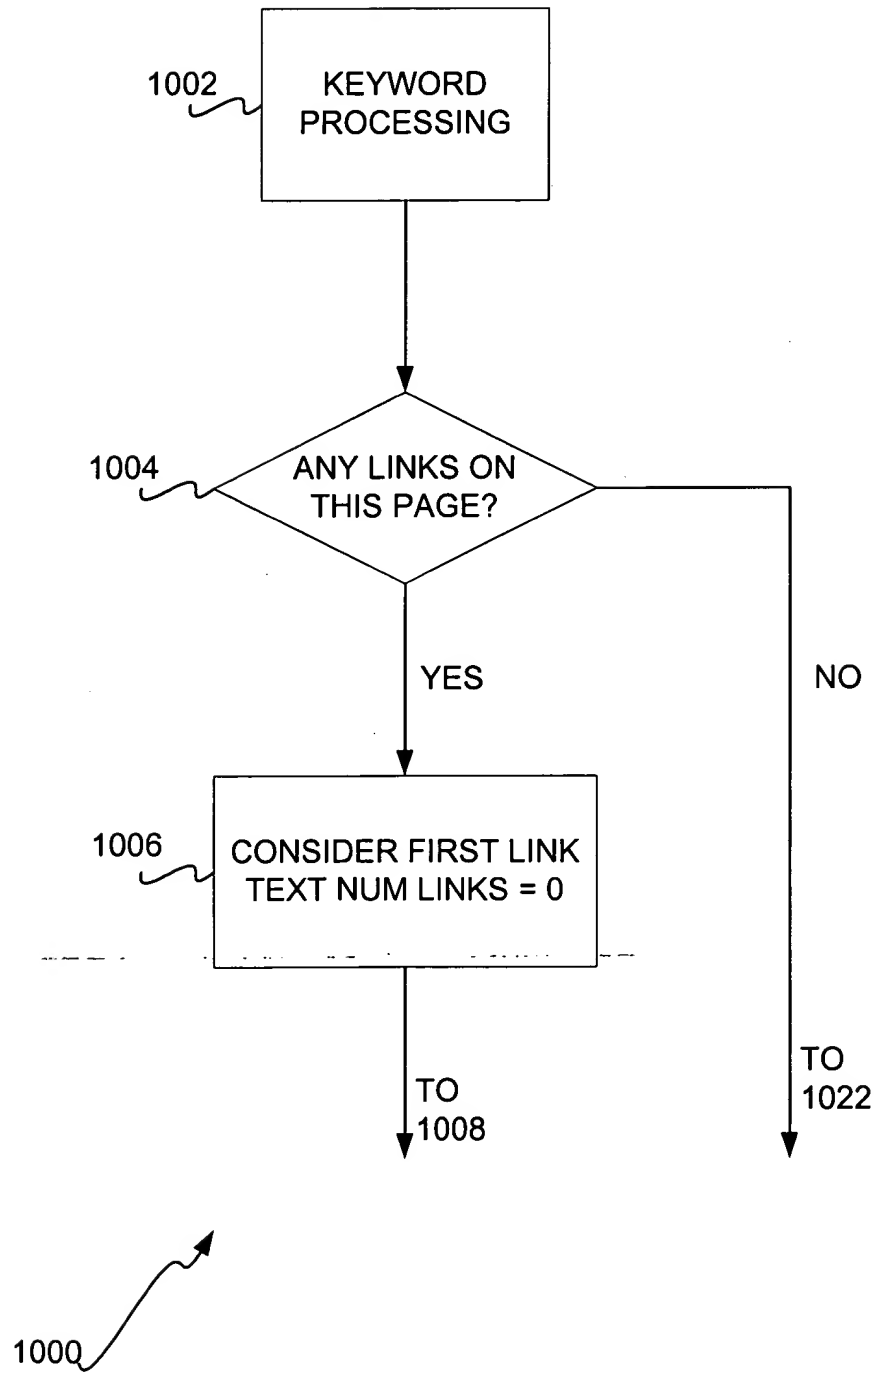 1002
KEYWORD
PROCESSING
1004
ANY LINKS ON
THIS PAGE?
YES
NO
1006
CONSIDER FIRST LINK
TEXT NUM LINKS = 0
TO
1008
TO
1022
1000